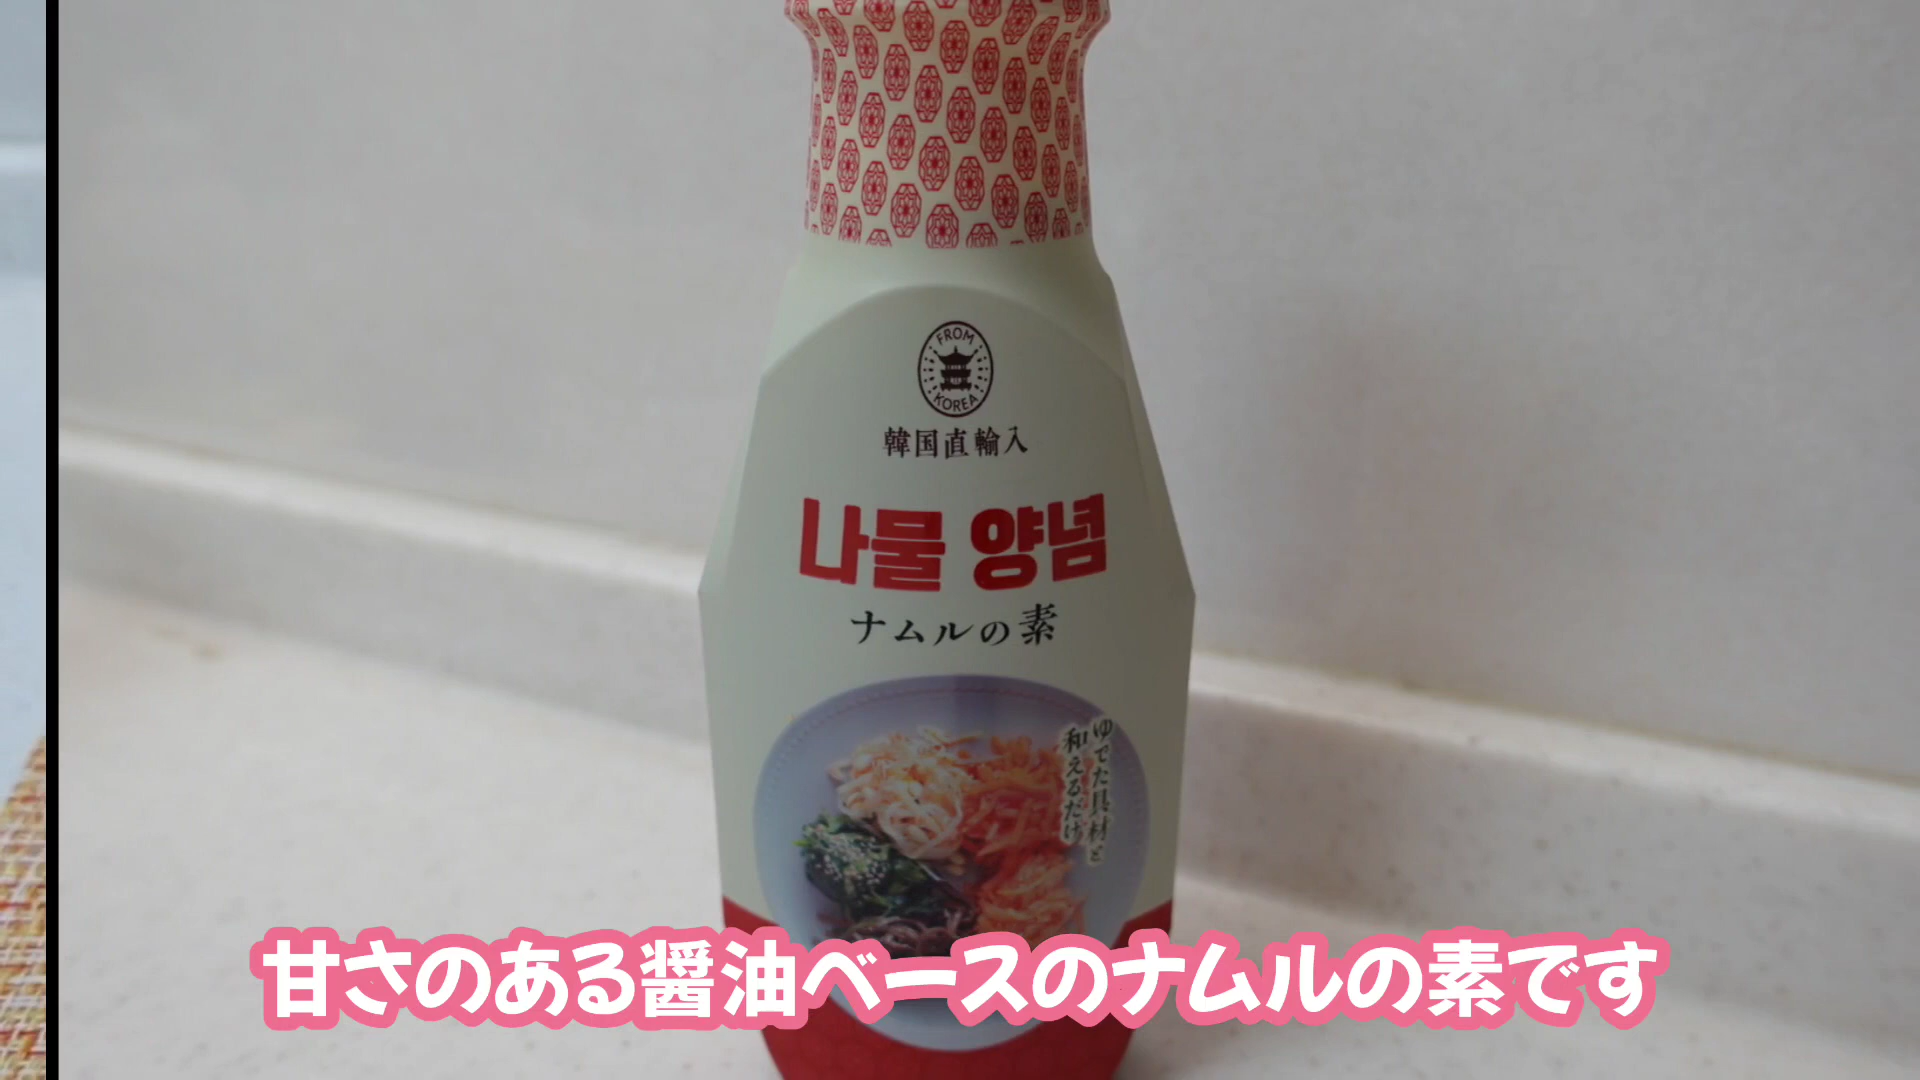 FROM
KOREA
韓国直輸入
나물 양념
ナムルの素
ゆでた具材と
和えるだけ
甘さのある醤油ベースのナムルの素です